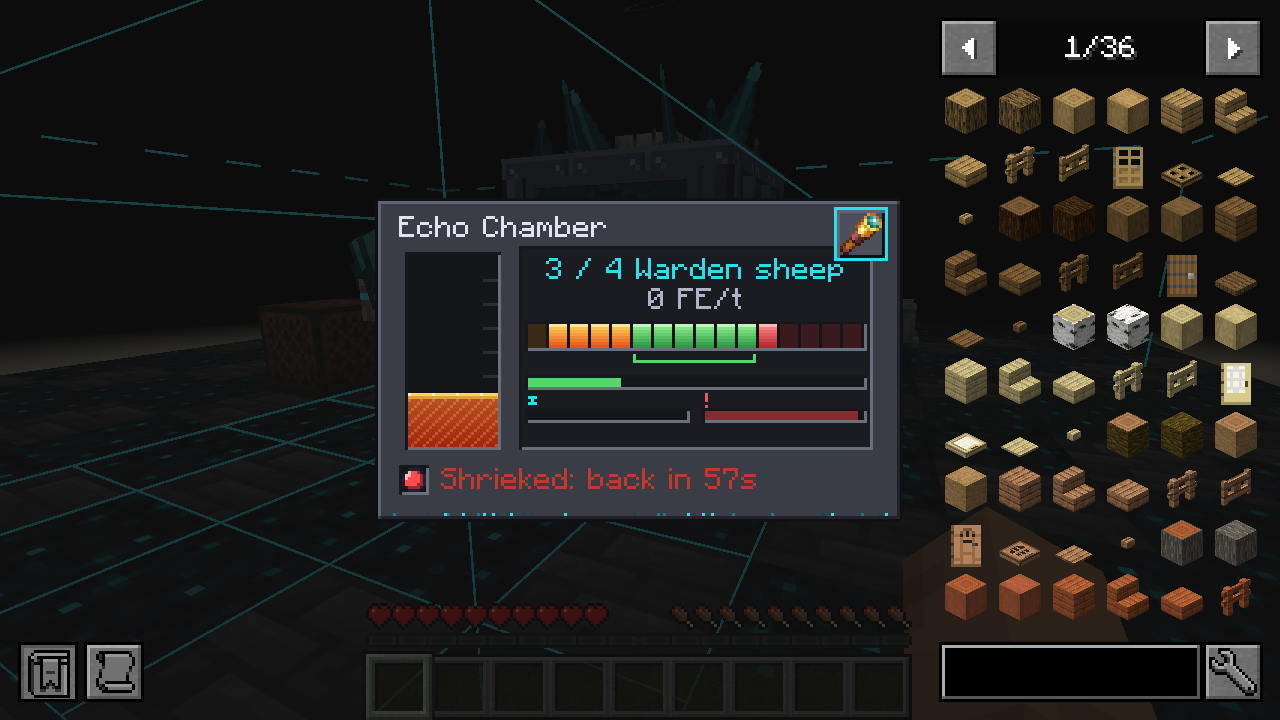 1/36
Echo Chamber
3 / 4 Warden sheep
0 FE/t
!
Shrieked: back in 57s